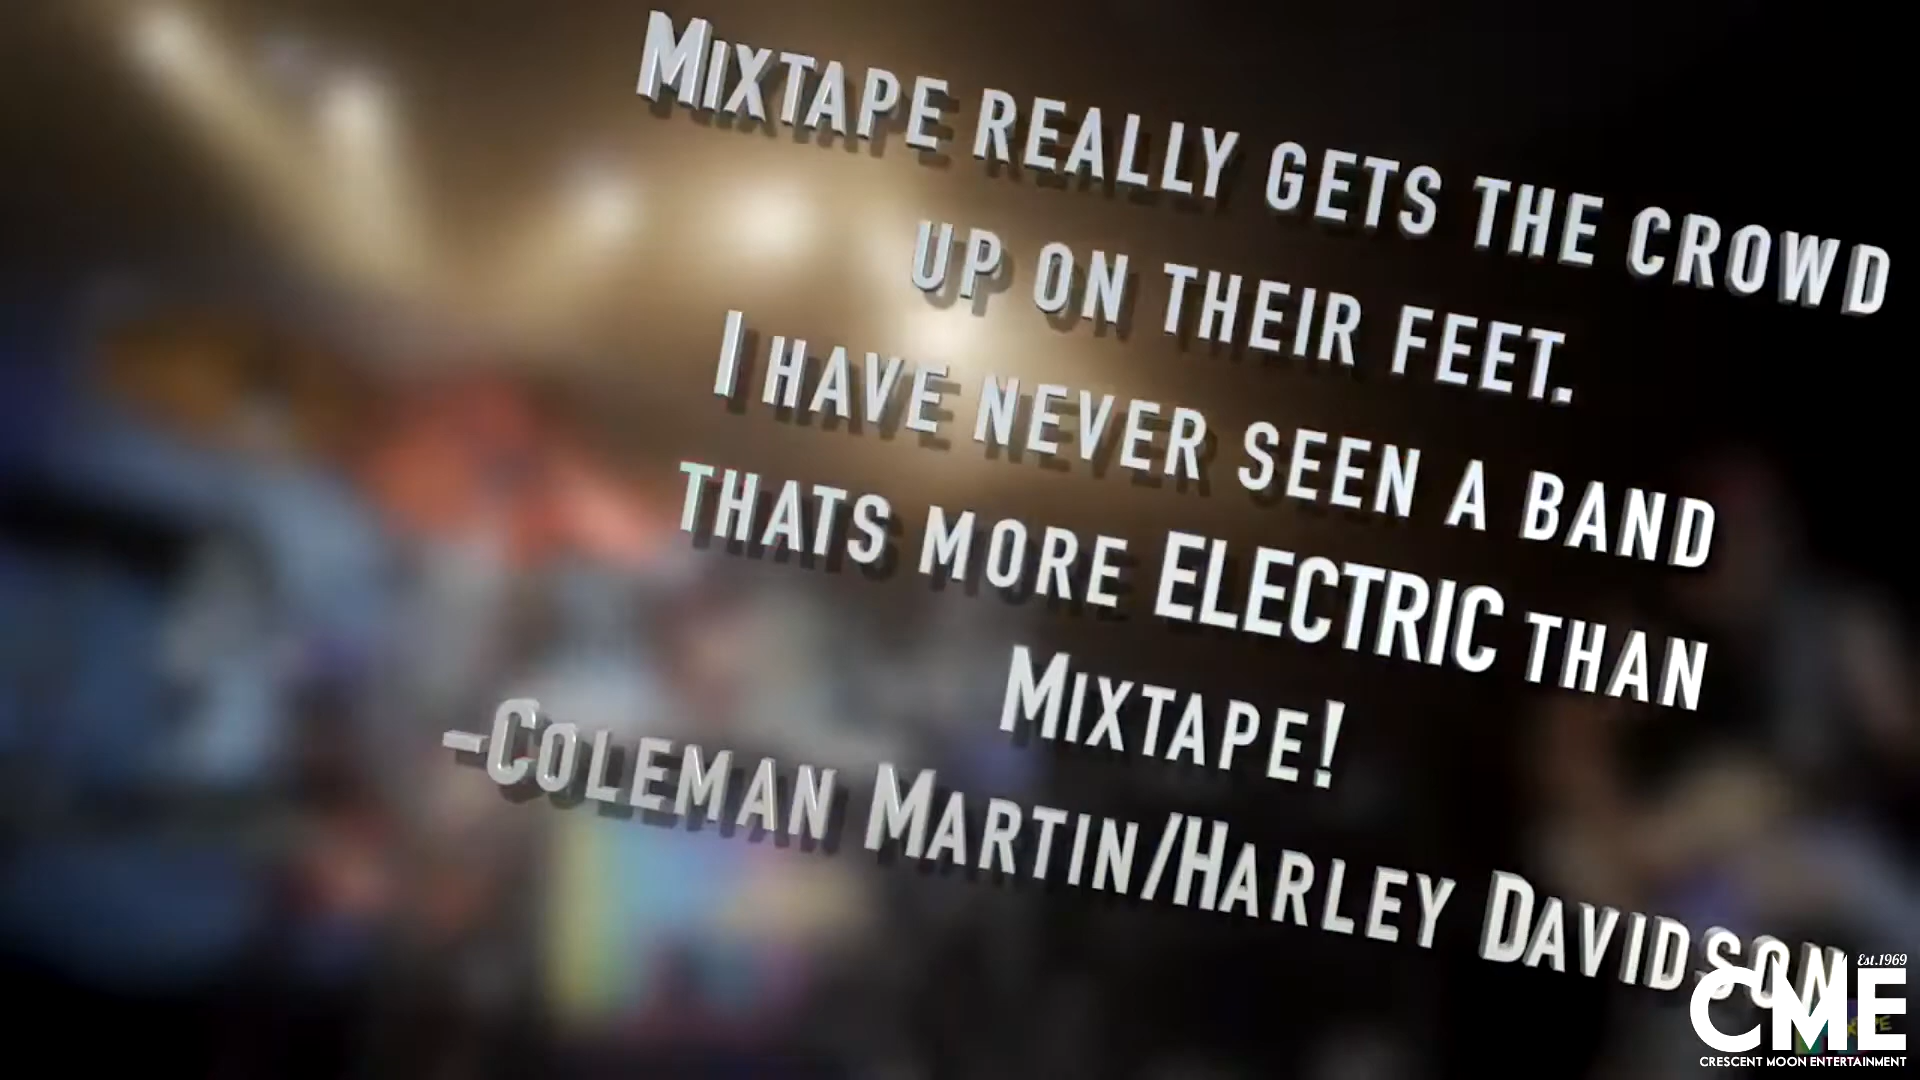 Mixtape really gets the crowd
up on their feet.
I have never seen a band
thats more ELECTRIC than
Mixtape!
-Coleman Martin/Harley Davidson
Est.1969
CME
CRESCENT MOON ENTERTAINMENT